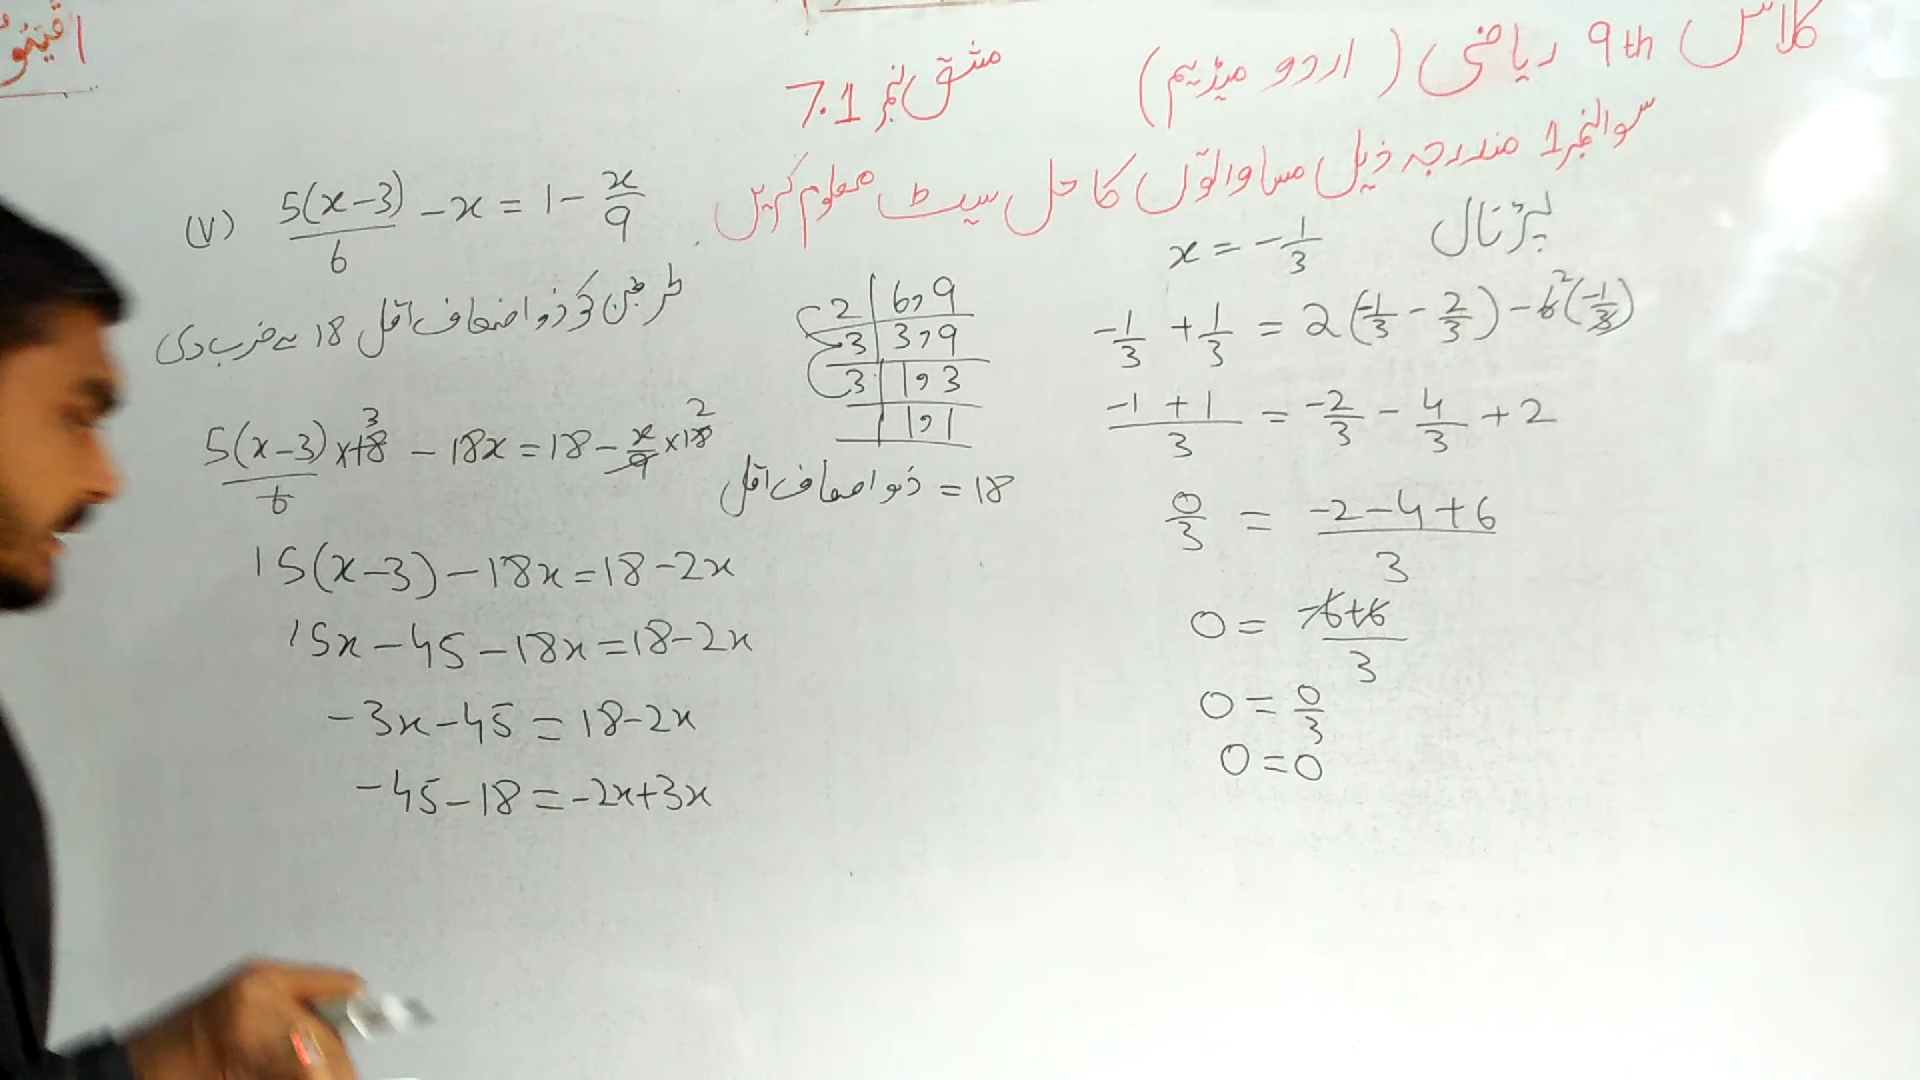 کلاس 9th ریاضی ( اردو میڈیم) مشق نمبر 7.1
سوال نمبر 1 مندرجہ ذیل مساواتوں کا حل سیٹ معلوم کریں.
(V) 5(x-3)/6 - x = 1 - x/9
طرفین کو ذواضعاف اقل 18 سے ضرب دی
2 | 6,9
3 | 3,9
3 | 1,3
| 1,1
ذواضعاف اقل = 18
5(x-3)/6 × 18 3 - 18x = 18 - x/9 × 18 2
15(x-3) - 18x = 18 - 2x
15x - 45 - 18x = 18 - 2x
-3x - 45 = 18 - 2x
-45 - 18 = -2x + 3x
پڑتال
x = -1/3
-1/3 + 1/3 = 2(-1/3 - 2/3) - 6 2 (-1/3)
-1 + 1/3 = -2/3 - 4/3 + 2
0/3 = -2-4+6/3
0 = -6+6/3
0 = 0/3
0 = 0